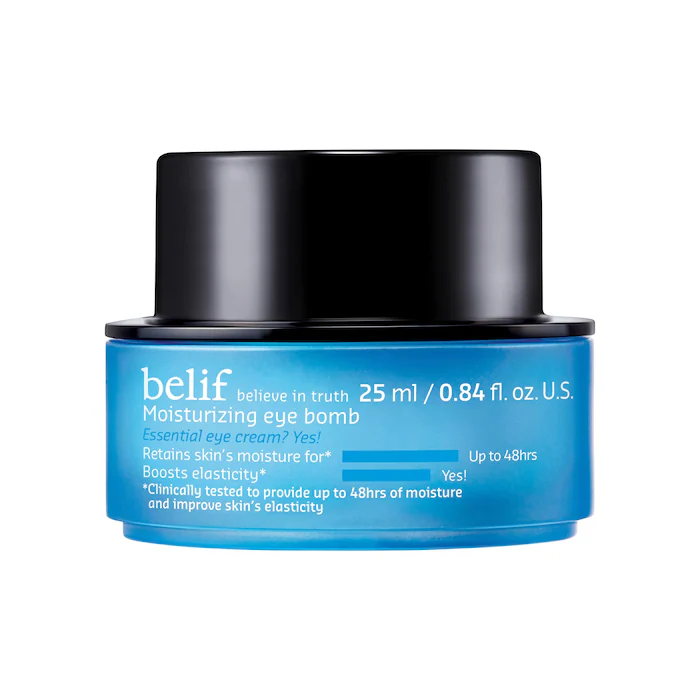 belif believe in truth 25 ml / 0.84 fl. oz. U.S.
Moisturizing eye bomb
Essential eye cream? Yes!
Retains skin's moisture for* Up to 48hrs
Boosts elasticity* Yes!
*Clinically tested to provide up to 48hrs of moisture
and improve skin's elasticity